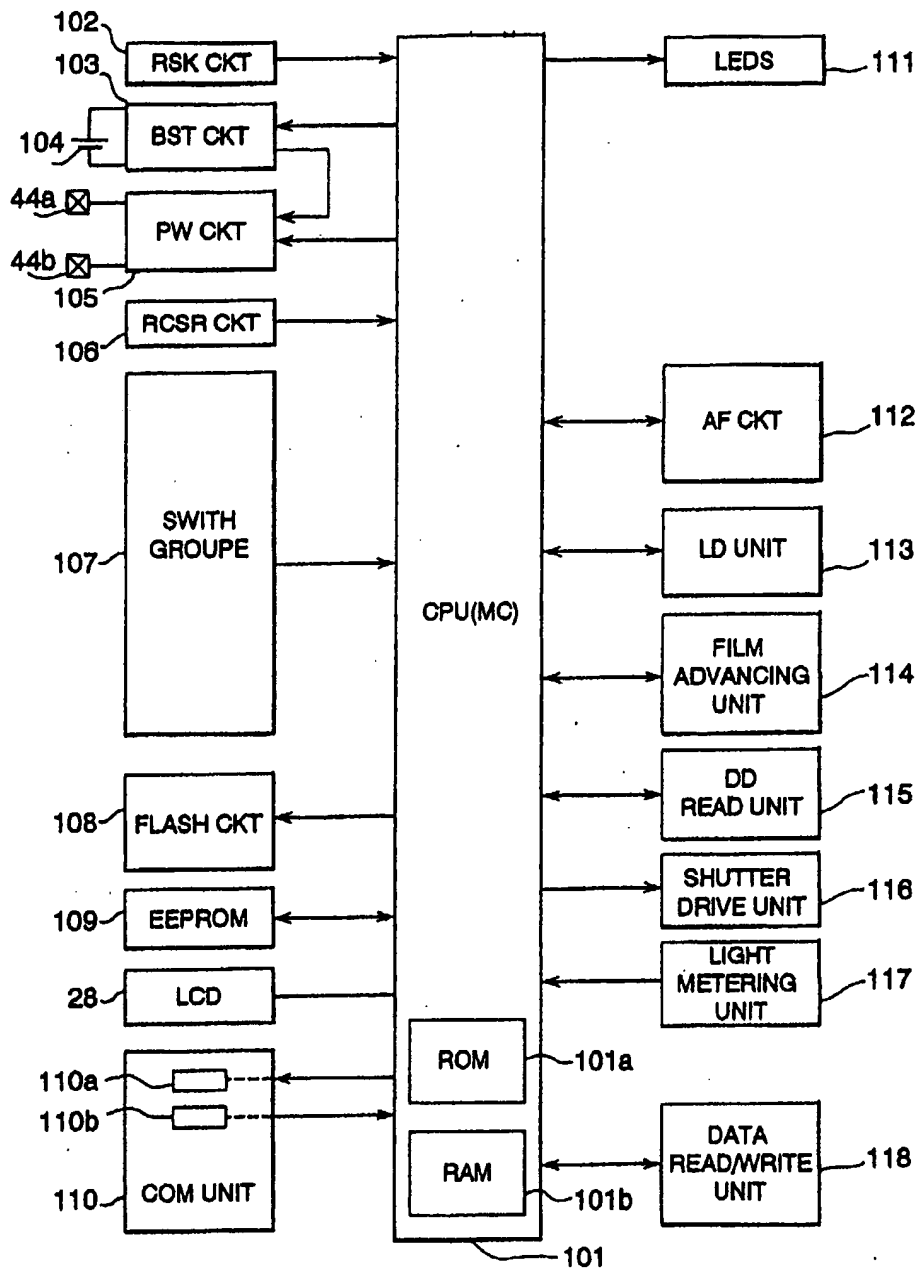 102
RSK CKT
103
BST CKT
104
44a
PW CKT
44b
105
RCSR CKT
106
SWITH
GROUPE
107
108
FLASH CKT
109
EEPROM
28
LCD
110a
110b
110
COM UNIT
CPU(MC)
ROM
101a
RAM
101b
101
LEDS
111
AF CKT
112
LD UNIT
113
FILM
ADVANCING
UNIT
114
DD
READ UNIT
115
SHUTTER
DRIVE UNIT
116
LIGHT
METERING
UNIT
117
DATA
READ/WRITE
UNIT
118